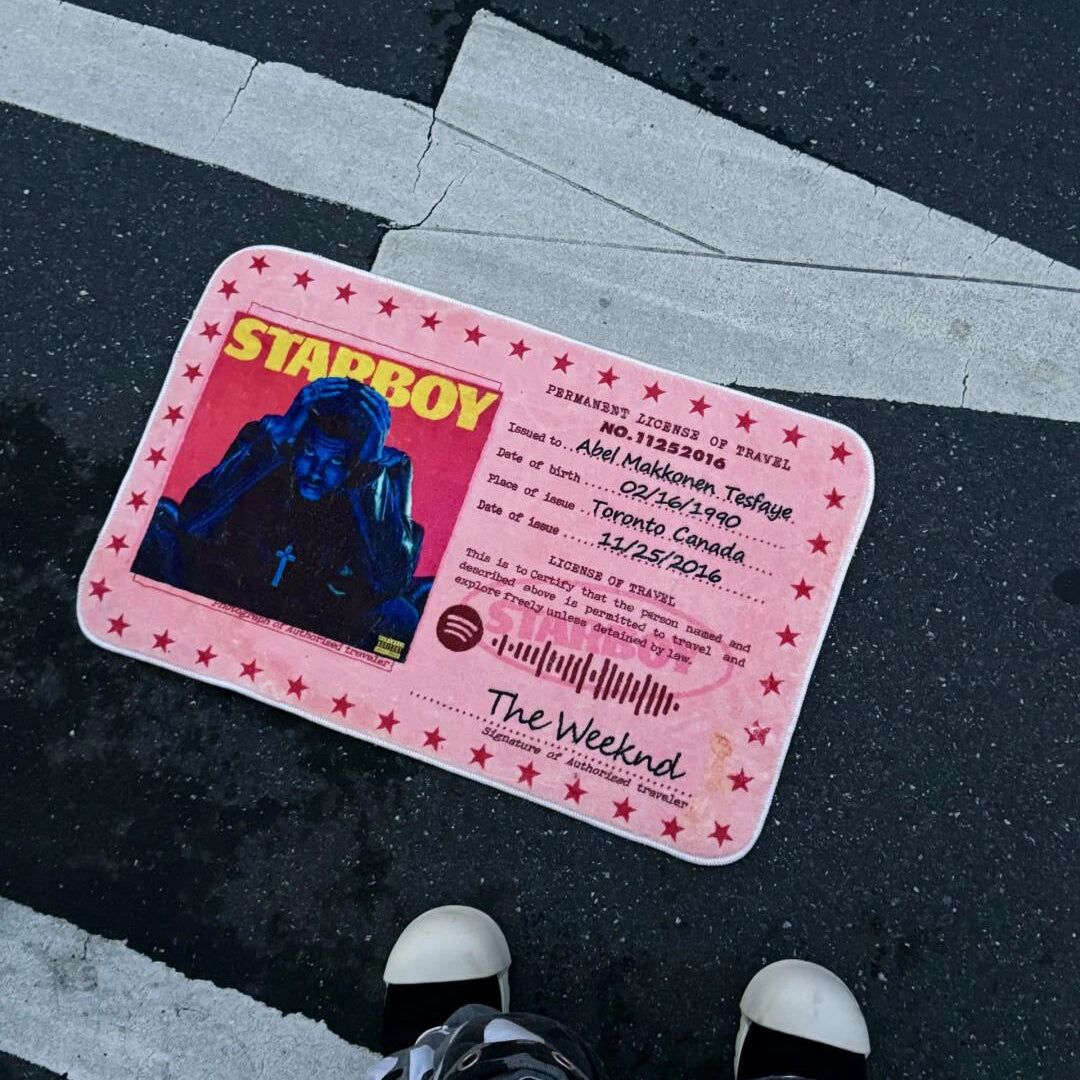 STARBOY
Photograph of Authorized traveler
PERMANENT LICENSE OF TRAVEL
NO.11252016
Issued to..Abel Makkonen Tesfaye
Date of birth.....02/16/1990
Place of issue..Toronto Canada
Date of issue.....11/25/2016
LICENSE OF TRAVEL
This is to Certify that the person named and
described above is permitted to travel and
explore freely unless detained by law.
STARBOY
The Weeknd
Signature of Authorized traveler